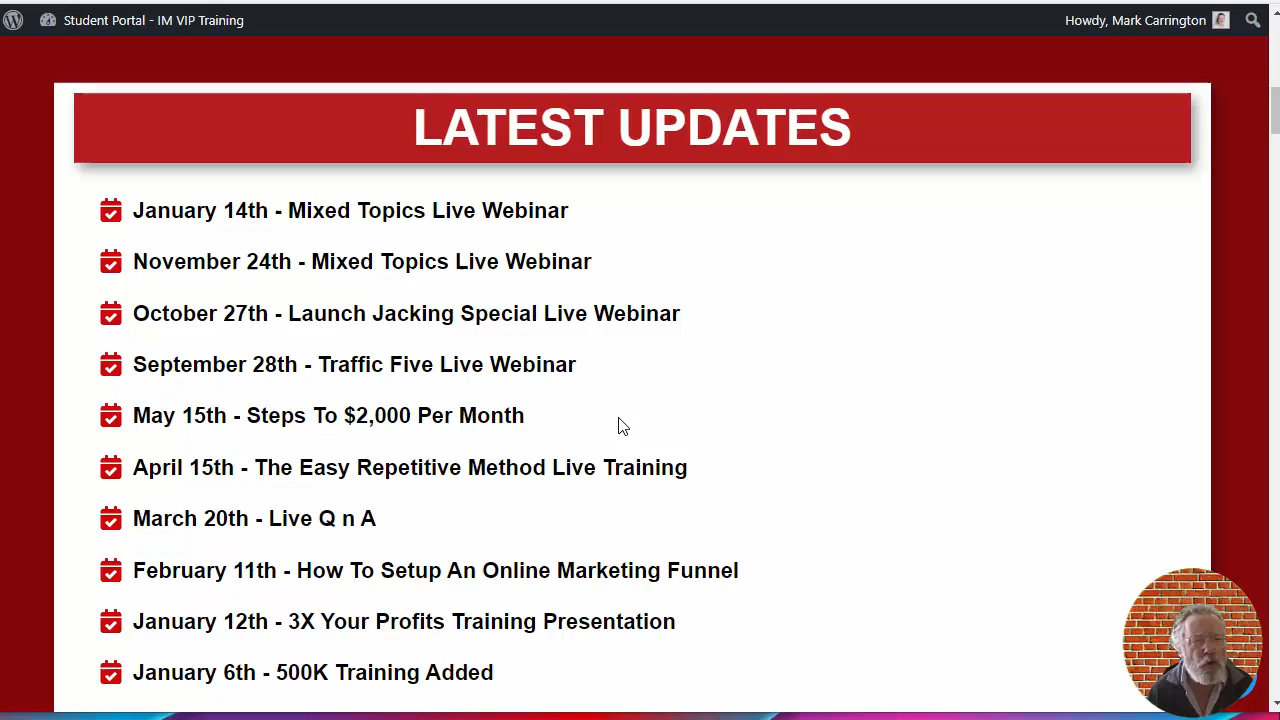 Student Portal - IM VIP Training
Howdy, Mark Carrington
LATEST UPDATES
January 14th - Mixed Topics Live Webinar
November 24th - Mixed Topics Live Webinar
October 27th - Launch Jacking Special Live Webinar
September 28th - Traffic Five Live Webinar
May 15th - Steps To $2,000 Per Month
April 15th - The Easy Repetitive Method Live Training
March 20th - Live Q n A
February 11th - How To Setup An Online Marketing Funnel
January 12th - 3X Your Profits Training Presentation
January 6th - 500K Training Added